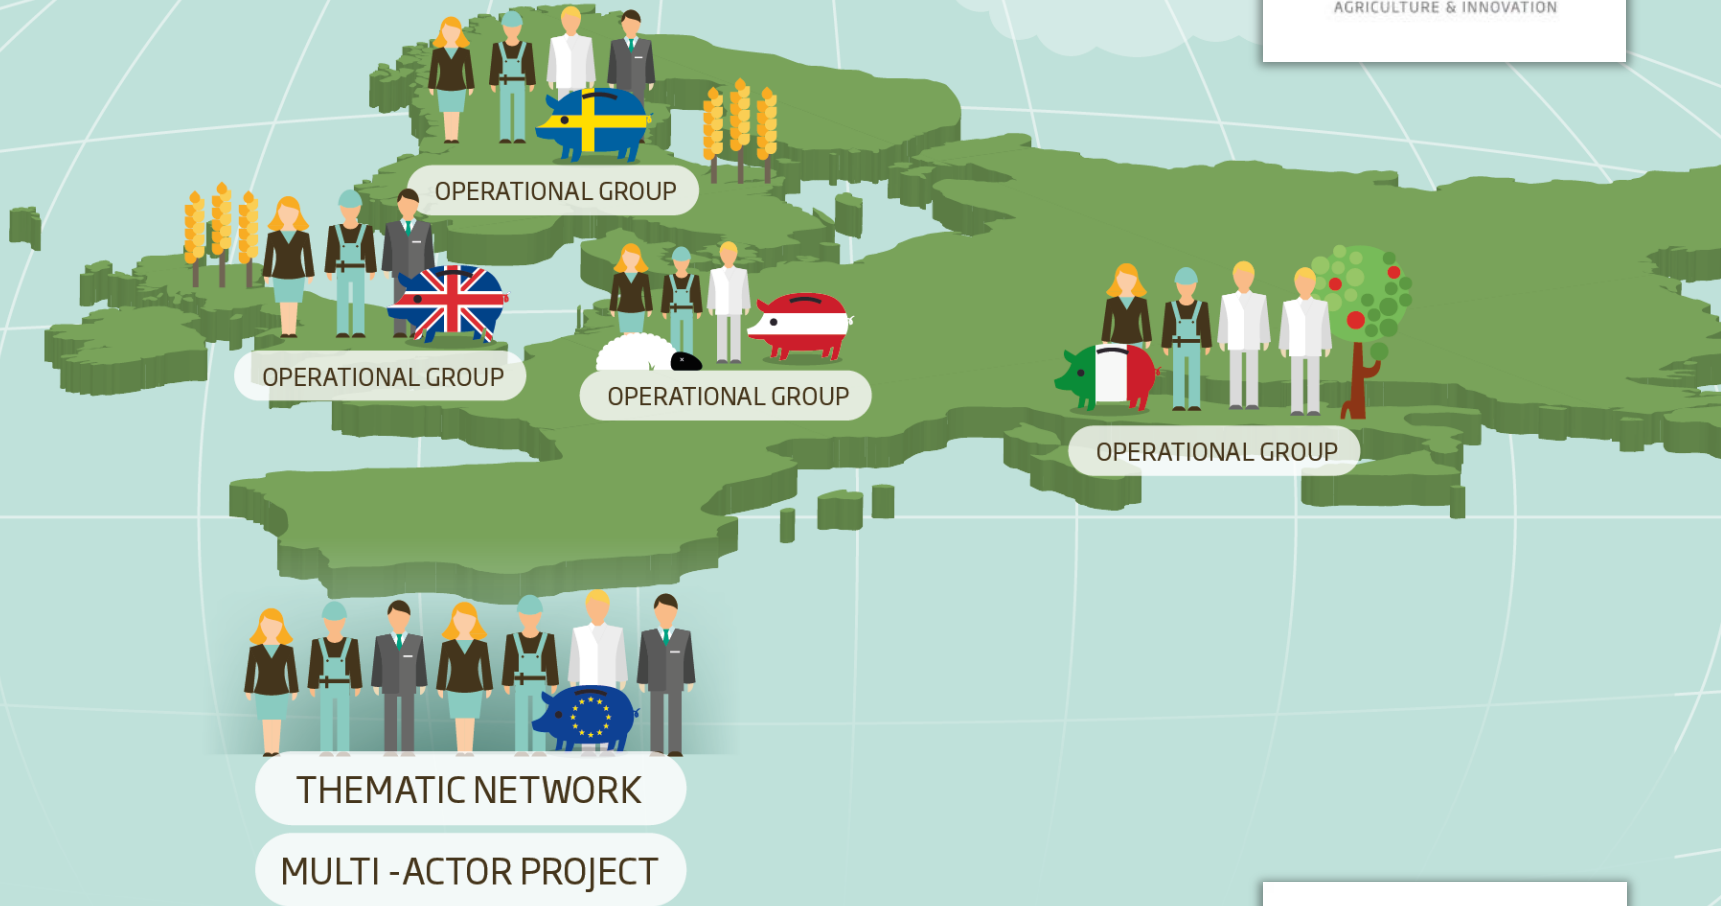 AGRICULTURE & INNOVATION
OPERATIONAL GROUP
OPERATIONAL GROUP
OPERATIONAL GROUP
OPERATIONAL GROUP
THEMATIC NETWORK
MULTI -ACTOR PROJECT